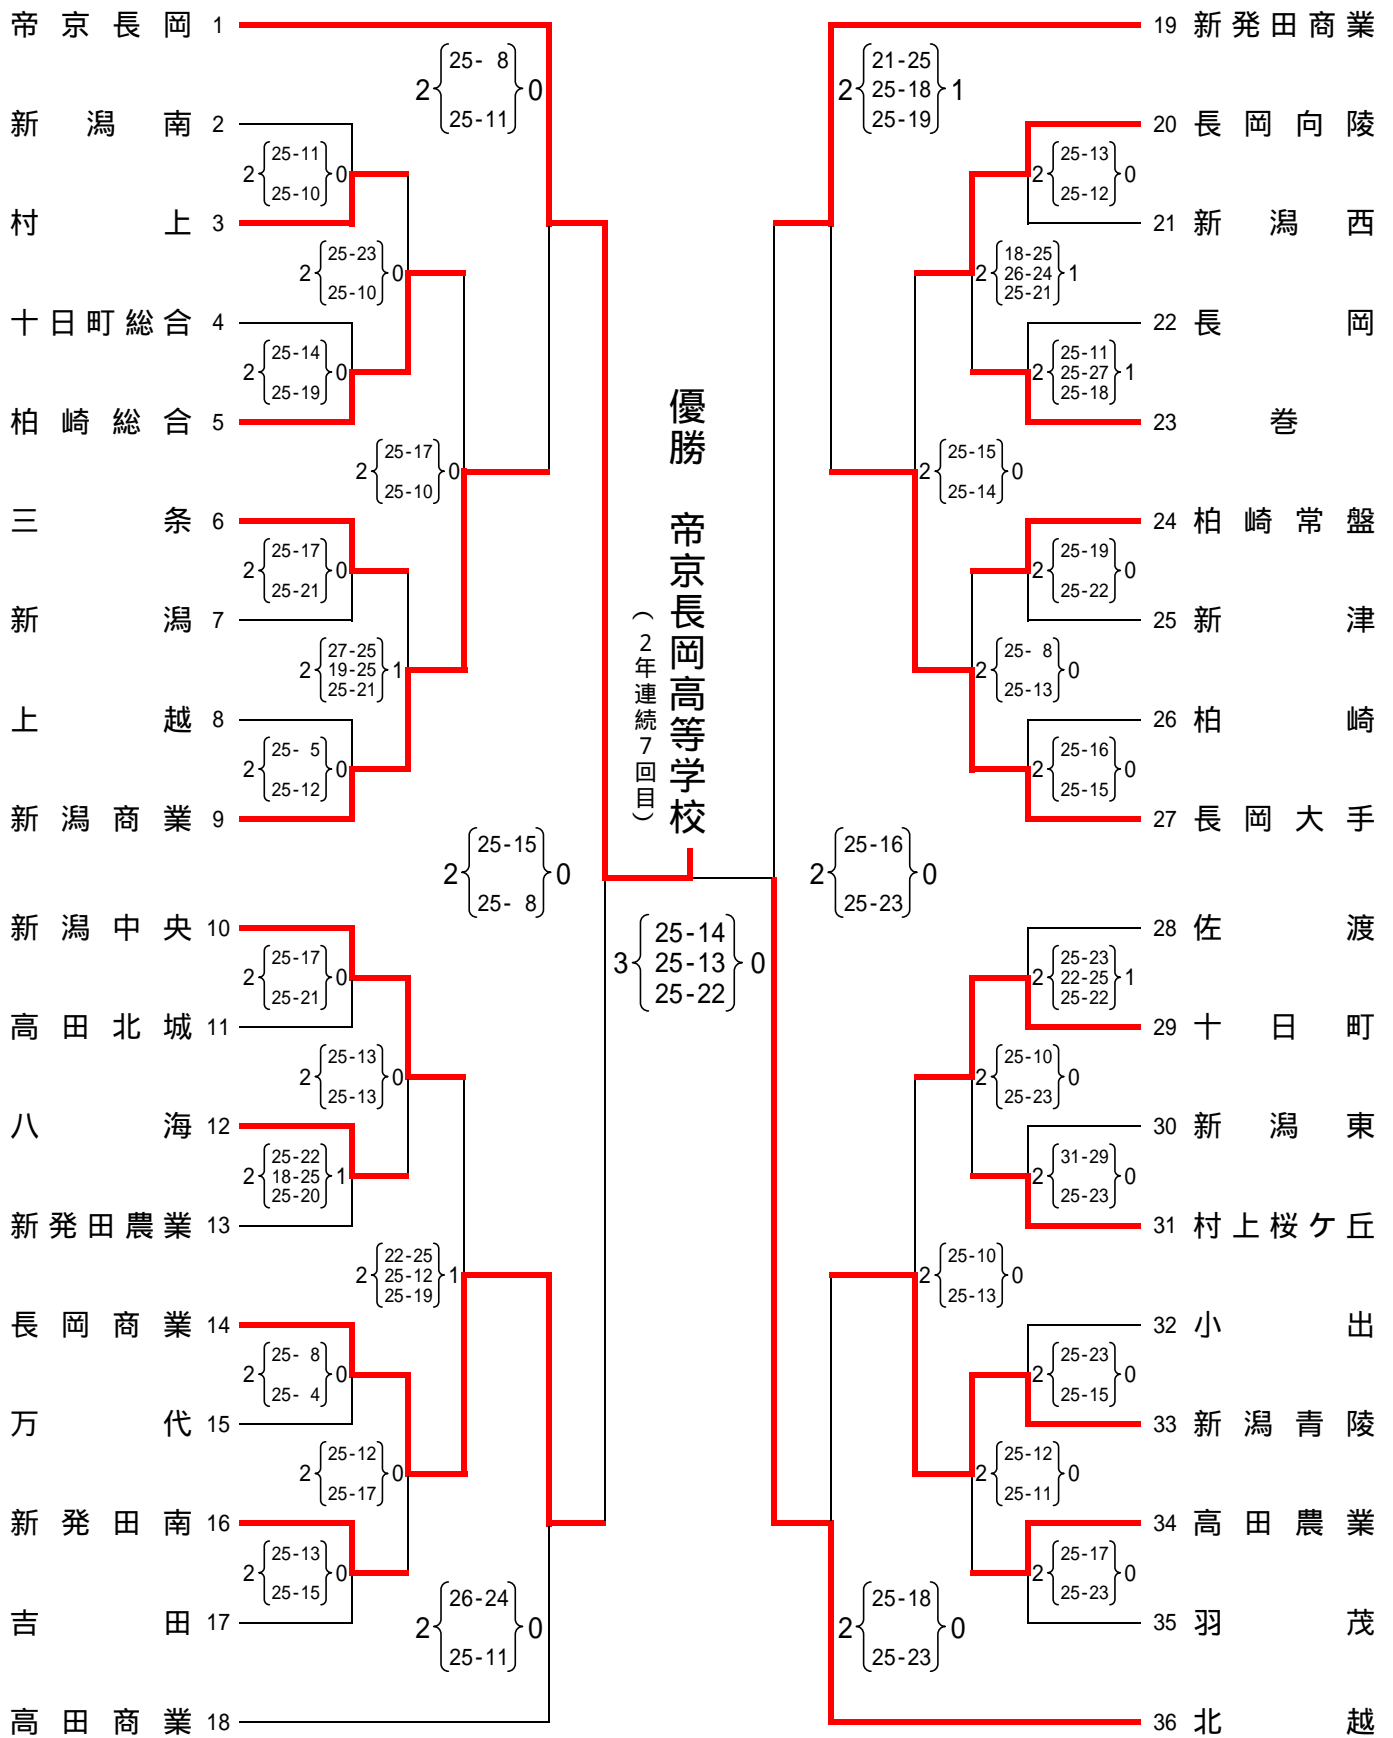 帝京長岡 1
2 25- 8 0
25-11
新潟南 2
2 25-11 0
25-10
村上 3
2 25-23 0
25-10
十日町総合 4
2 25-14 0
25-19
柏崎総合 5
2 25-17 0
25-10
三条 6
2 25-17 0
25-21
新潟 7
27-25
2 19-25 1
25-21
上越 8
2 25- 5 0
25-12
新潟商業 9
2 25-15 0
25- 8
新潟中央 10
2 25-17 0
25-21
高田北城 11
2 25-13 0
25-13
八海 12
25-22
2 18-25 1
25-20
新発田農業 13
22-25
2 25-12 1
25-19
長岡商業 14
2 25- 8 0
25- 4
万代 15
2 25-12 0
25-17
新発田南 16
2 25-13 0
25-15
吉田 17
2 26-24 0
25-11
高田商業 18
優勝 帝京長岡高等学校
(2年連続7回目)
25-14
3 25-13 0
25-22
19 新発田商業
21-25
2 25-18 1
25-19
20 長岡向陵
2 25-13 0
25-12
21 新潟西
18-25
2 26-24 1
25-21
22 長岡
25-11
2 25-27 1
25-18
23 巻
2 25-15 0
25-14
24 柏崎常盤
2 25-19 0
25-22
25 新津
2 25- 8 0
25-13
26 柏崎
2 25-16 0
25-15
27 長岡大手
2 25-16 0
25-23
28 佐渡
25-23
2 22-25 1
25-22
29 十日町
2 25-10 0
25-23
30 新潟東
2 31-29 0
25-23
31 村上桜ケ丘
2 25-10 0
25-13
32 小出
2 25-23 0
25-15
33 新潟青陵
2 25-12 0
25-11
34 高田農業
2 25-17 0
25-23
35 羽茂
2 25-18 0
25-23
36 北越